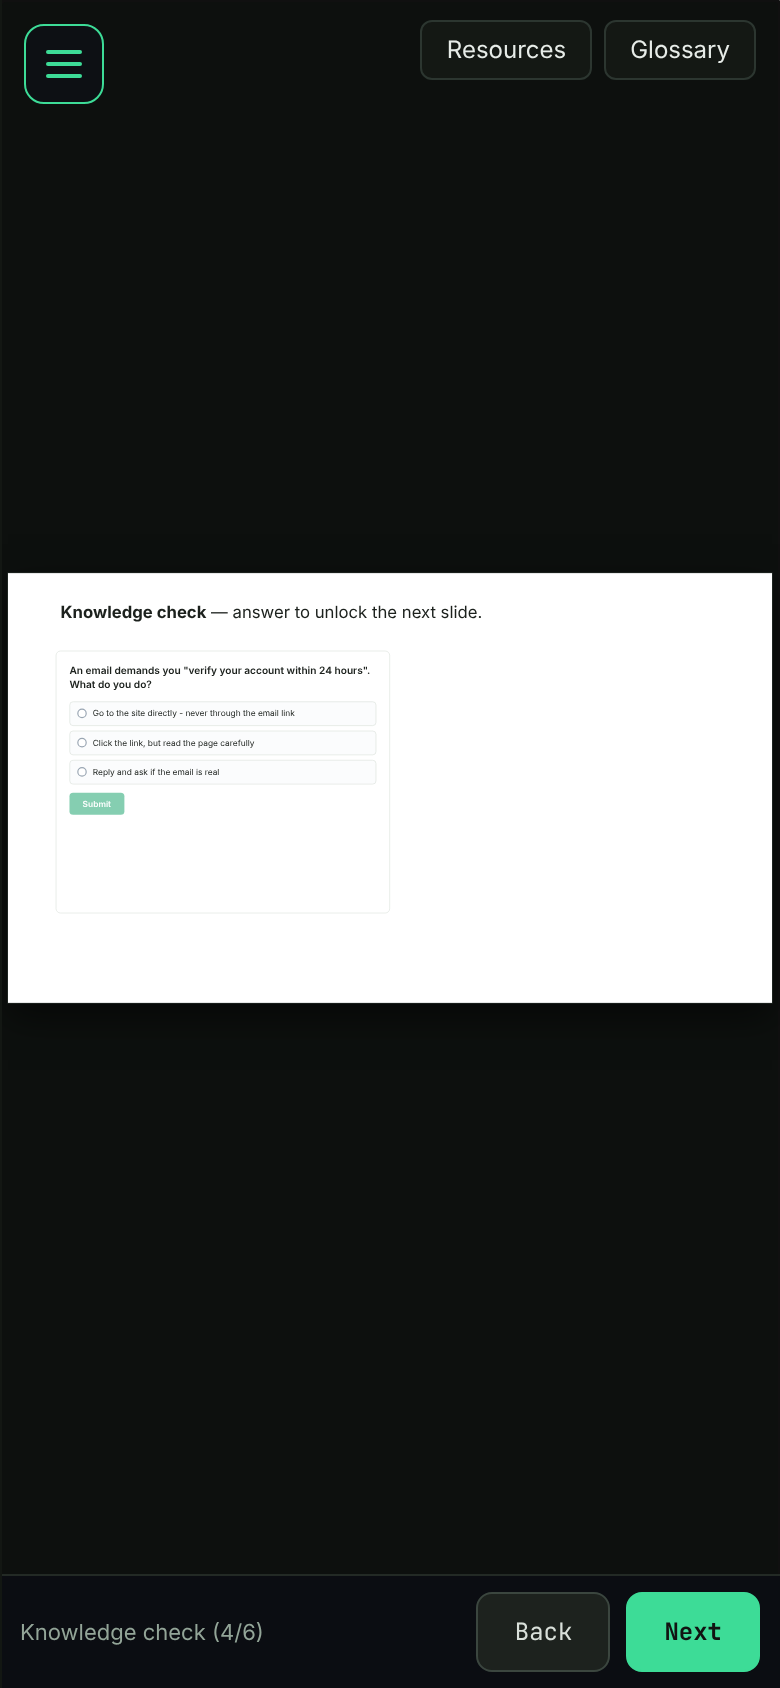 Resources
Glossary
Knowledge check — answer to unlock the next slide.
An email demands you "verify your account within 24 hours".
What do you do?
Go to the site directly - never through the email link
Click the link, but read the page carefully
Reply and ask if the email is real
Submit
Knowledge check (4/6)
Back
Next